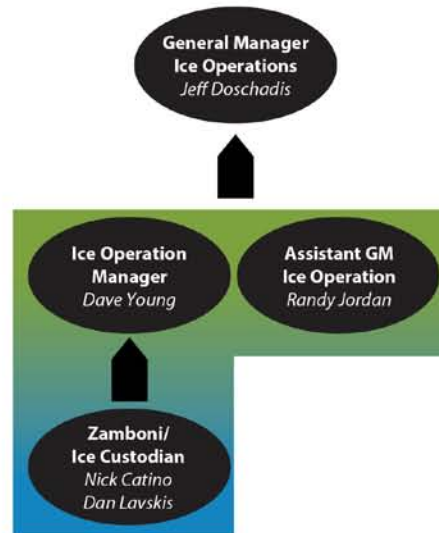 General Manager
Ice Operations
Jeff Doschadis
Ice Operation
Manager
Dave Young
Assistant GM
Ice Operation
Randy Jordan
Zamboni/
Ice Custodian
Nick Catino
Dan Lavskis